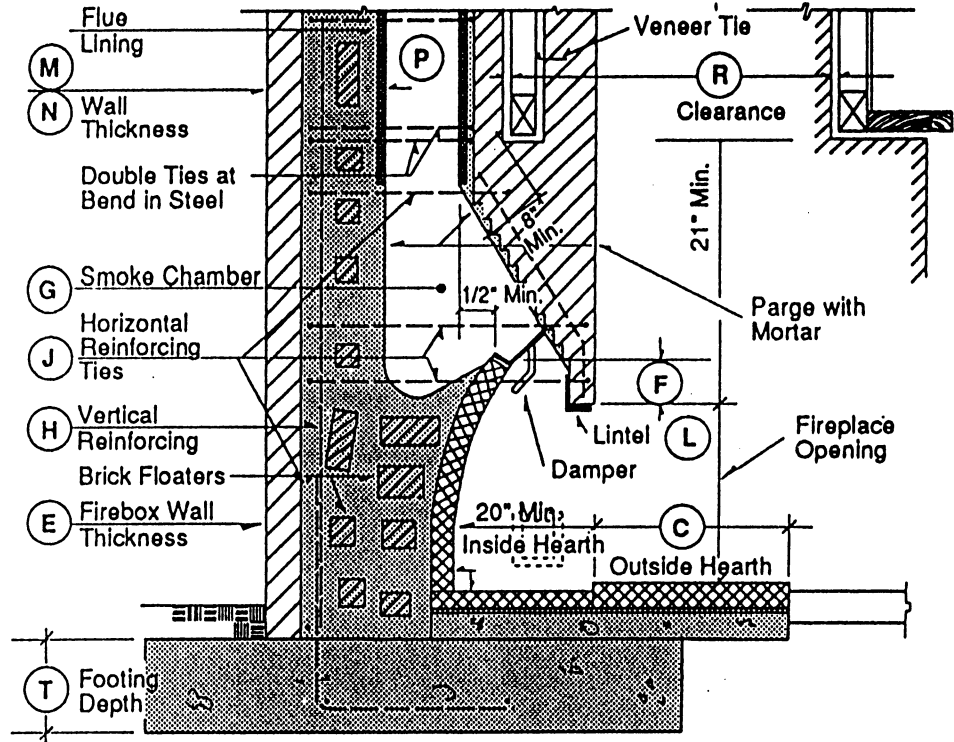 Flue
Lining
M
N
Wall
Thickness
Double Ties at
Bend in Steel
G
Smoke Chamber
J
Horizontal
Reinforcing
Ties
H
Vertical
Reinforcing
Brick Floaters
E
Firebox Wall
Thickness
T
Footing
Depth
P
Veneer Tie
R
Clearance
8"
Min.
21" Min.
1/2" Min.
Parge with
Mortar
F
L
Lintel
Damper
Fireplace
Opening
20" Min.
Inside Hearth
C
Outside Hearth